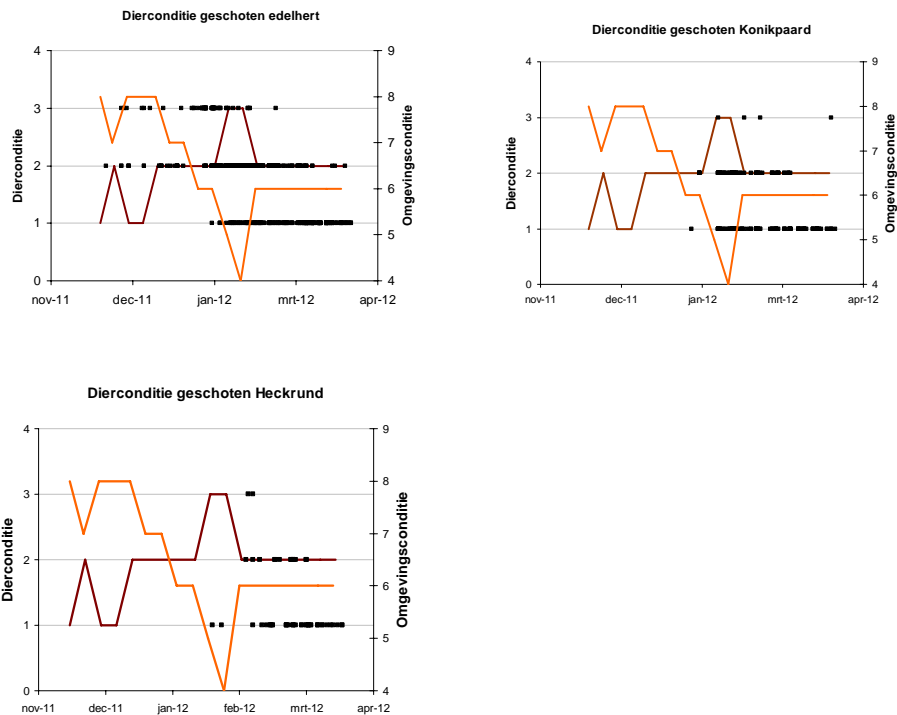 Dierconditie geschoten edelhert
4
3
2
1
0
Dierconditie
9
8
7
6
5
4
Omgevingsconditie
nov-11 dec-11 jan-12 mrt-12 apr-12
Dierconditie geschoten Konikpaard
4
3
2
1
0
Dierconditie
9
8
7
6
5
4
Omgevingsconditie
nov-11 dec-11 jan-12 mrt-12 apr-12
Dierconditie geschoten Heckrund
4
3
2
1
0
Dierconditie
9
8
7
6
5
4
Omgevingsconditie
nov-11 dec-11 jan-12 feb-12 mrt-12 apr-12